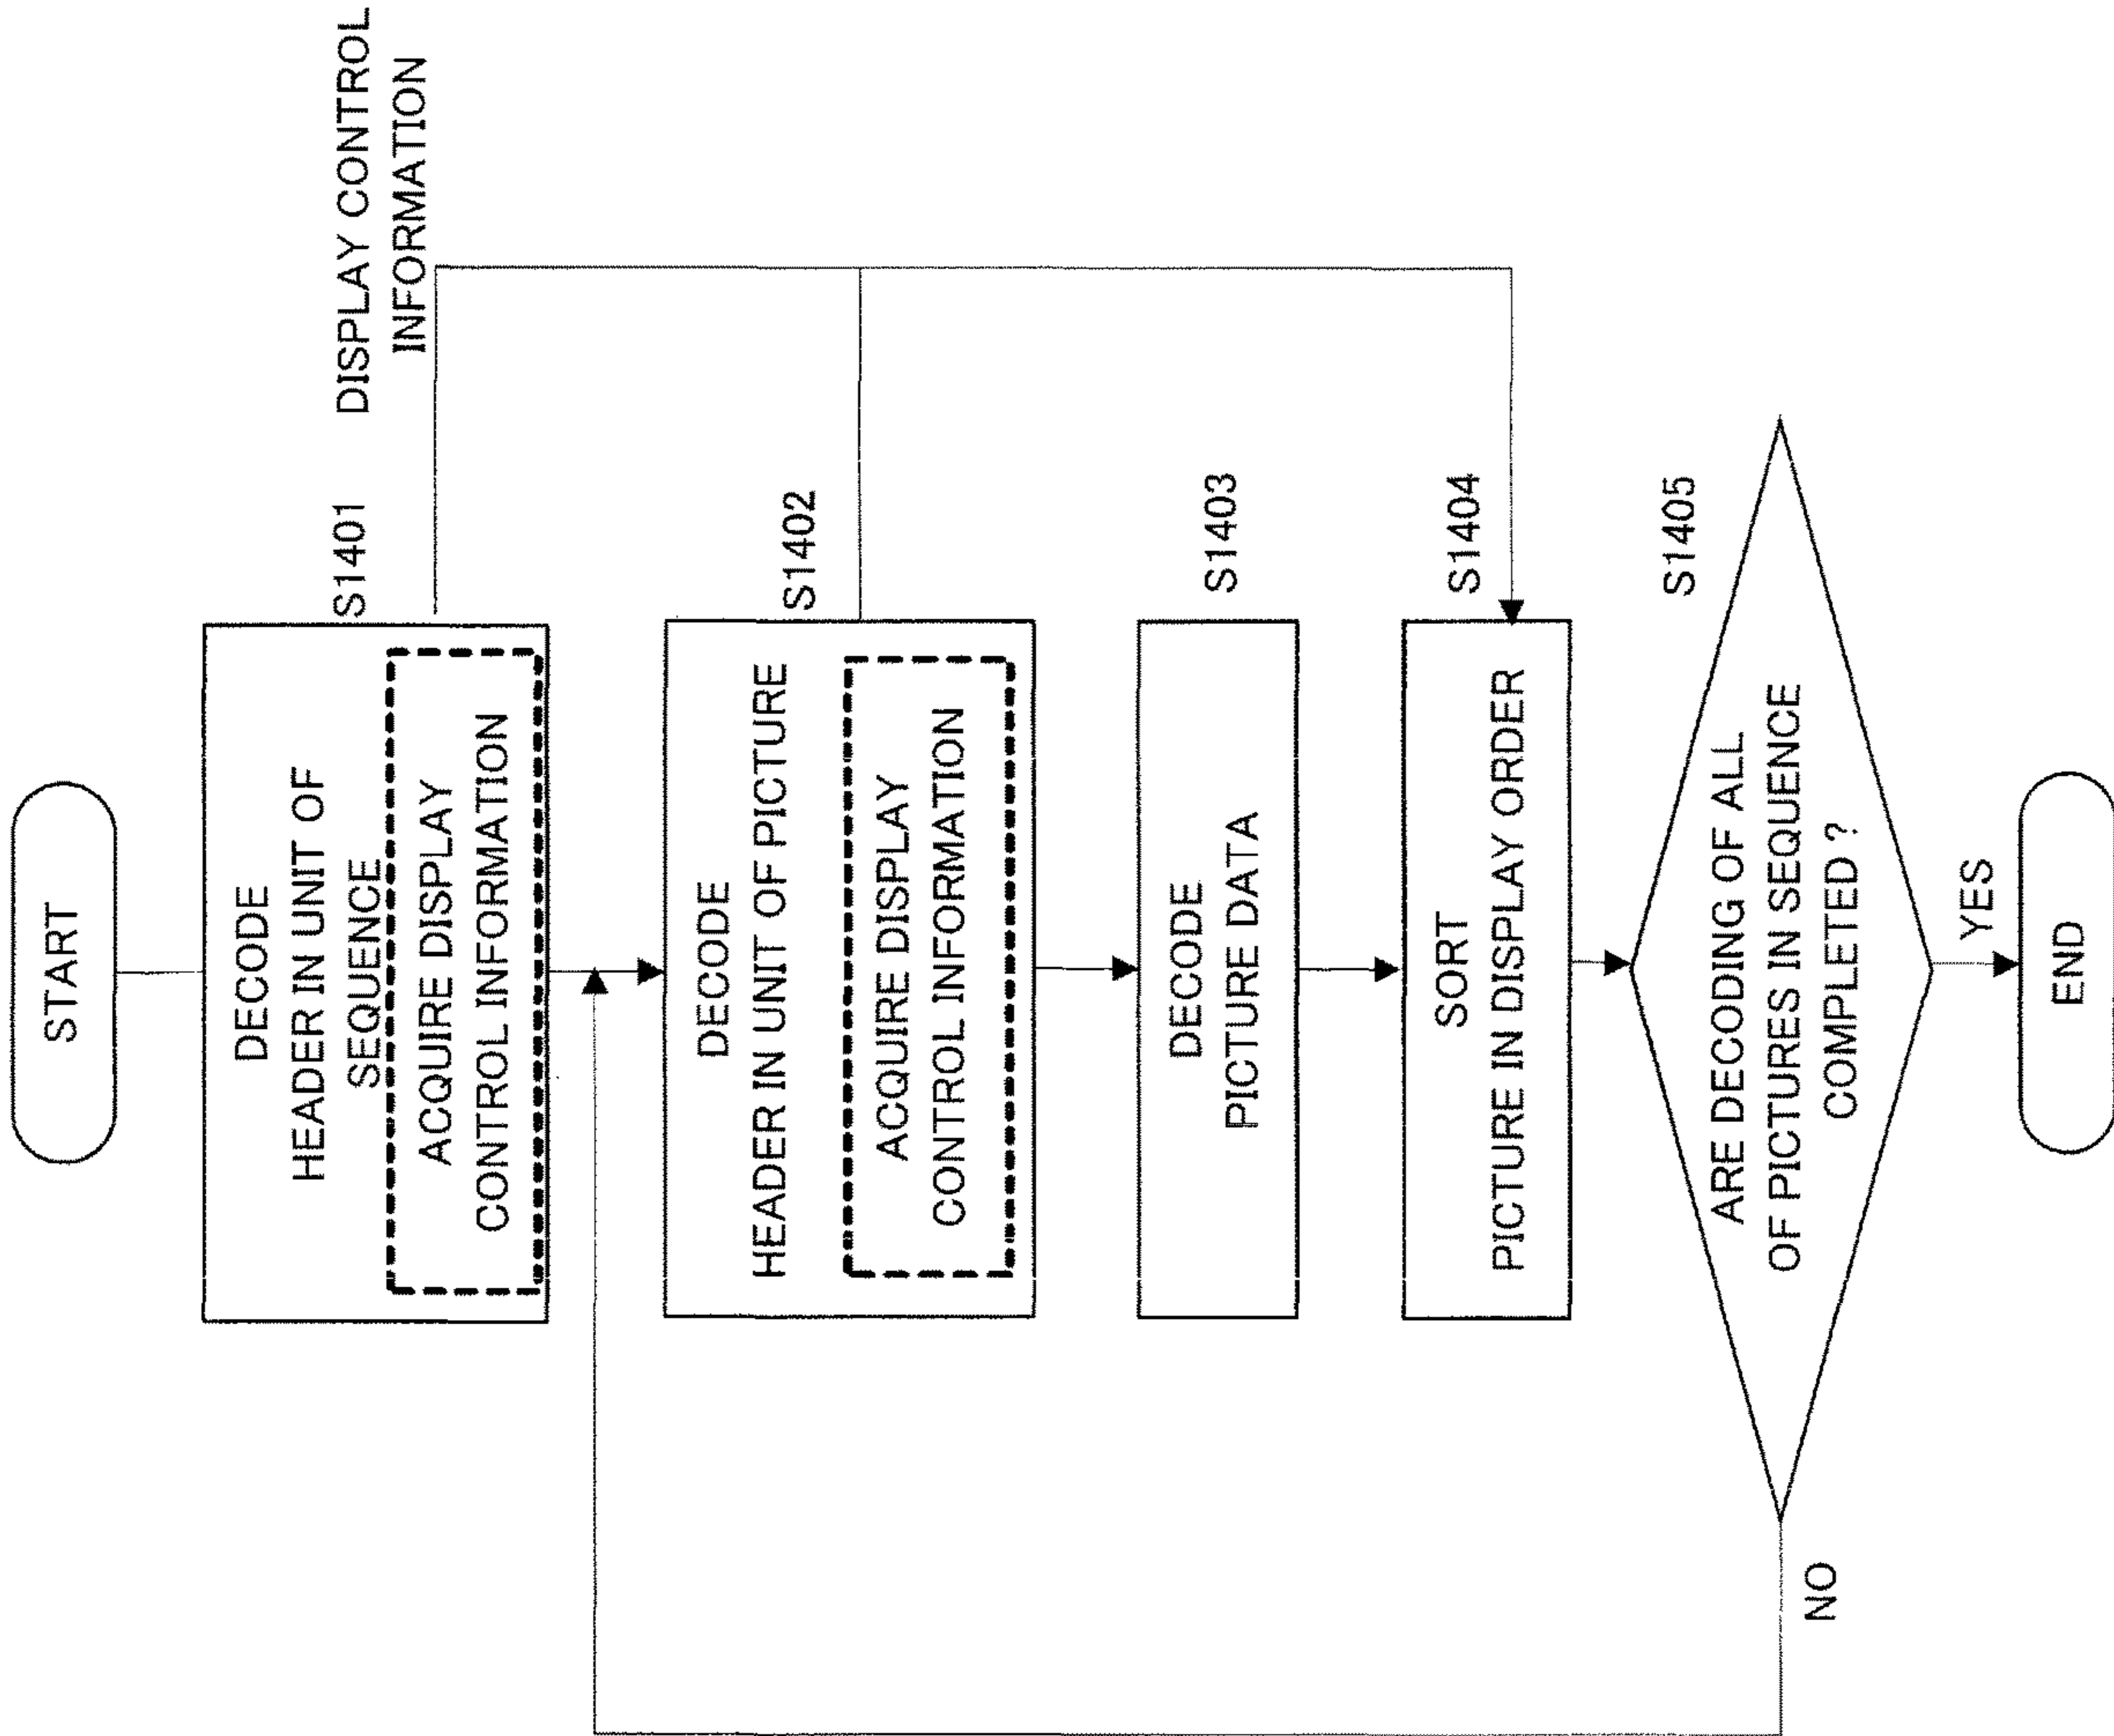 START
DECODE
HEADER IN UNIT OF
SEQUENCE
ACQUIRE DISPLAY
CONTROL INFORMATION
S1401
DISPLAY CONTROL
INFORMATION
DECODE
HEADER IN UNIT OF PICTURE
ACQUIRE DISPLAY
CONTROL INFORMATION
S1402
DECODE
PICTURE DATA
S1403
SORT
PICTURE IN DISPLAY ORDER
S1404
ARE DECODING OF ALL
OF PICTURES IN SEQUENCE
COMPLETED ?
S1405
NO
YES
END